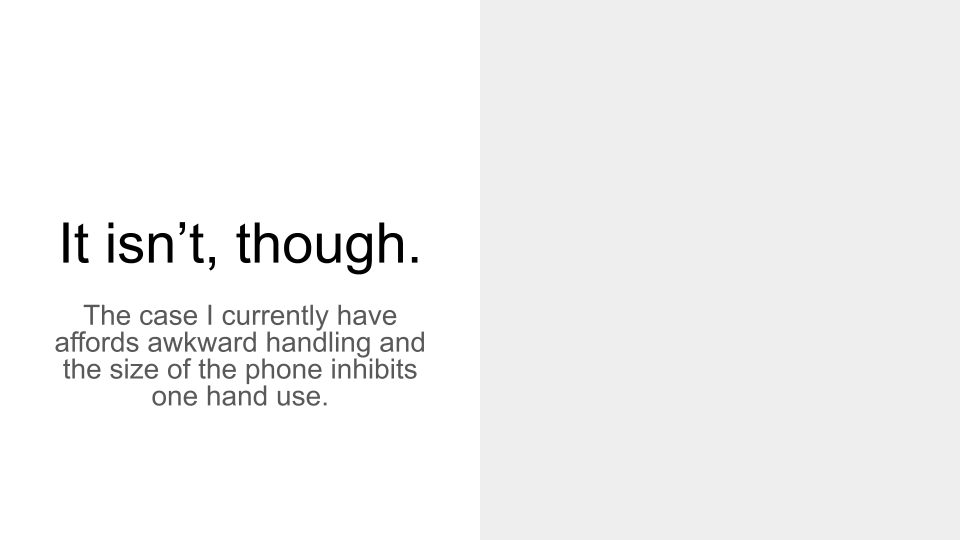 It isn’t, though.
The case I currently have
affords awkward handling and
the size of the phone inhibits
one hand use.